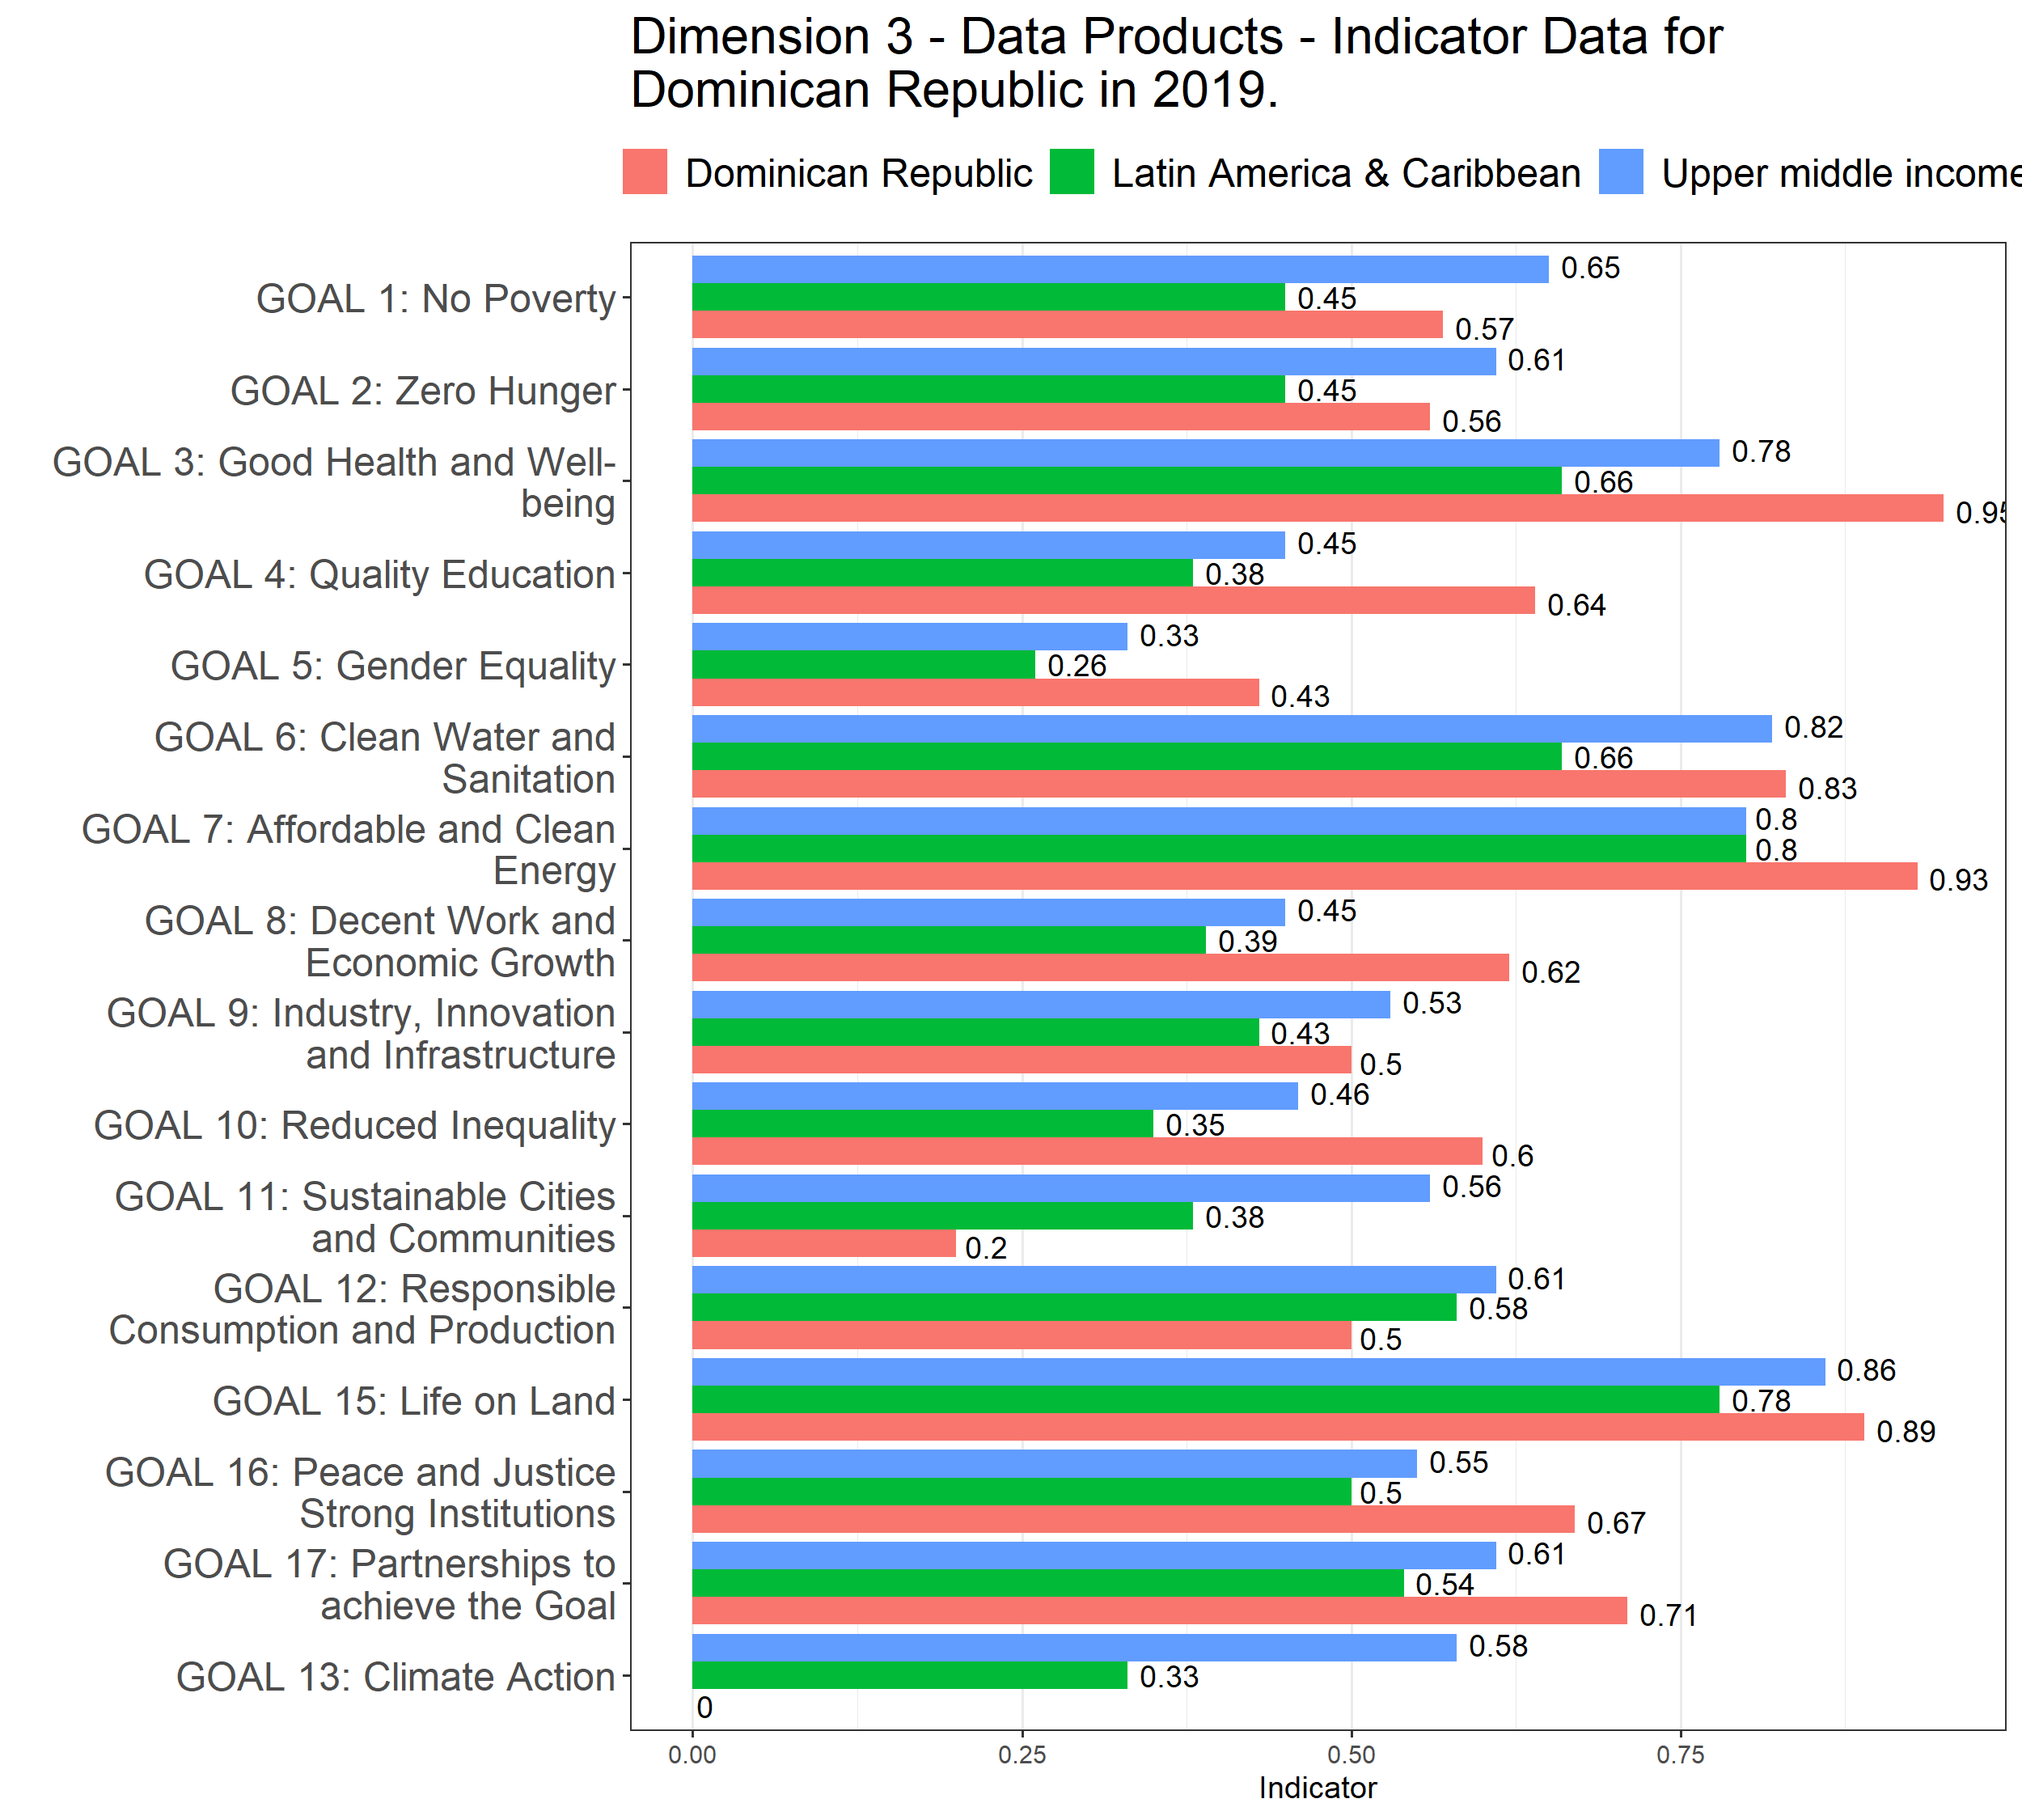 Dimension 3 - Data Products - Indicator Data for
Dominican Republic in 2019.
Dominican Republic Latin America & Caribbean Upper middle income
GOAL 1: No Poverty
0.65
0.45
0.57
GOAL 2: Zero Hunger
0.61
0.45
0.56
GOAL 3: Good Health and Well-
being
0.78
0.66
0.95
GOAL 4: Quality Education
0.45
0.38
0.64
GOAL 5: Gender Equality
0.33
0.26
0.43
GOAL 6: Clean Water and
Sanitation
0.82
0.66
0.83
GOAL 7: Affordable and Clean
Energy
0.8
0.8
0.93
GOAL 8: Decent Work and
Economic Growth
0.45
0.39
0.62
GOAL 9: Industry, Innovation
and Infrastructure
0.53
0.43
0.5
GOAL 10: Reduced Inequality
0.46
0.35
0.6
GOAL 11: Sustainable Cities
and Communities
0.56
0.38
0.2
GOAL 12: Responsible
Consumption and Production
0.61
0.58
0.5
GOAL 15: Life on Land
0.86
0.78
0.89
GOAL 16: Peace and Justice
Strong Institutions
0.55
0.5
0.67
GOAL 17: Partnerships to
achieve the Goal
0.61
0.54
0.71
GOAL 13: Climate Action
0.58
0.33
0
0.00 0.25 0.50 0.75
Indicator